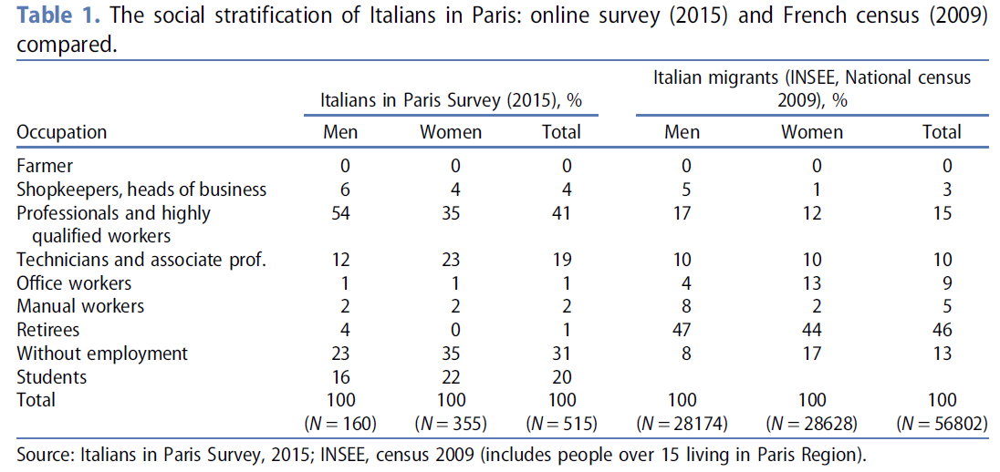 Table 1. The social stratification of Italians in Paris: online survey (2015) and French census (2009)
compared.
Italian migrants (INSEE, National census
Italians in Paris Survey (2015), % 2009), %
Occupation Men Women Total Men Women Total
Farmer 0 0 0 0 0 0
Shopkeepers, heads of business 6 4 4 5 1 3
Professionals and highly 54 35 41 17 12 15
qualified workers
Technicians and associate prof. 12 23 19 10 10 10
Office workers 1 1 1 4 13 9
Manual workers 2 2 2 8 2 5
Retirees 4 0 1 47 44 46
Without employment 23 35 31 8 17 13
Students 16 22 20
Total 100 100 100 100 100 100
(N = 160) (N = 355) (N = 515) (N = 28174) (N = 28628) (N = 56802)
Source: Italians in Paris Survey, 2015; INSEE, census 2009 (includes people over 15 living in Paris Region).